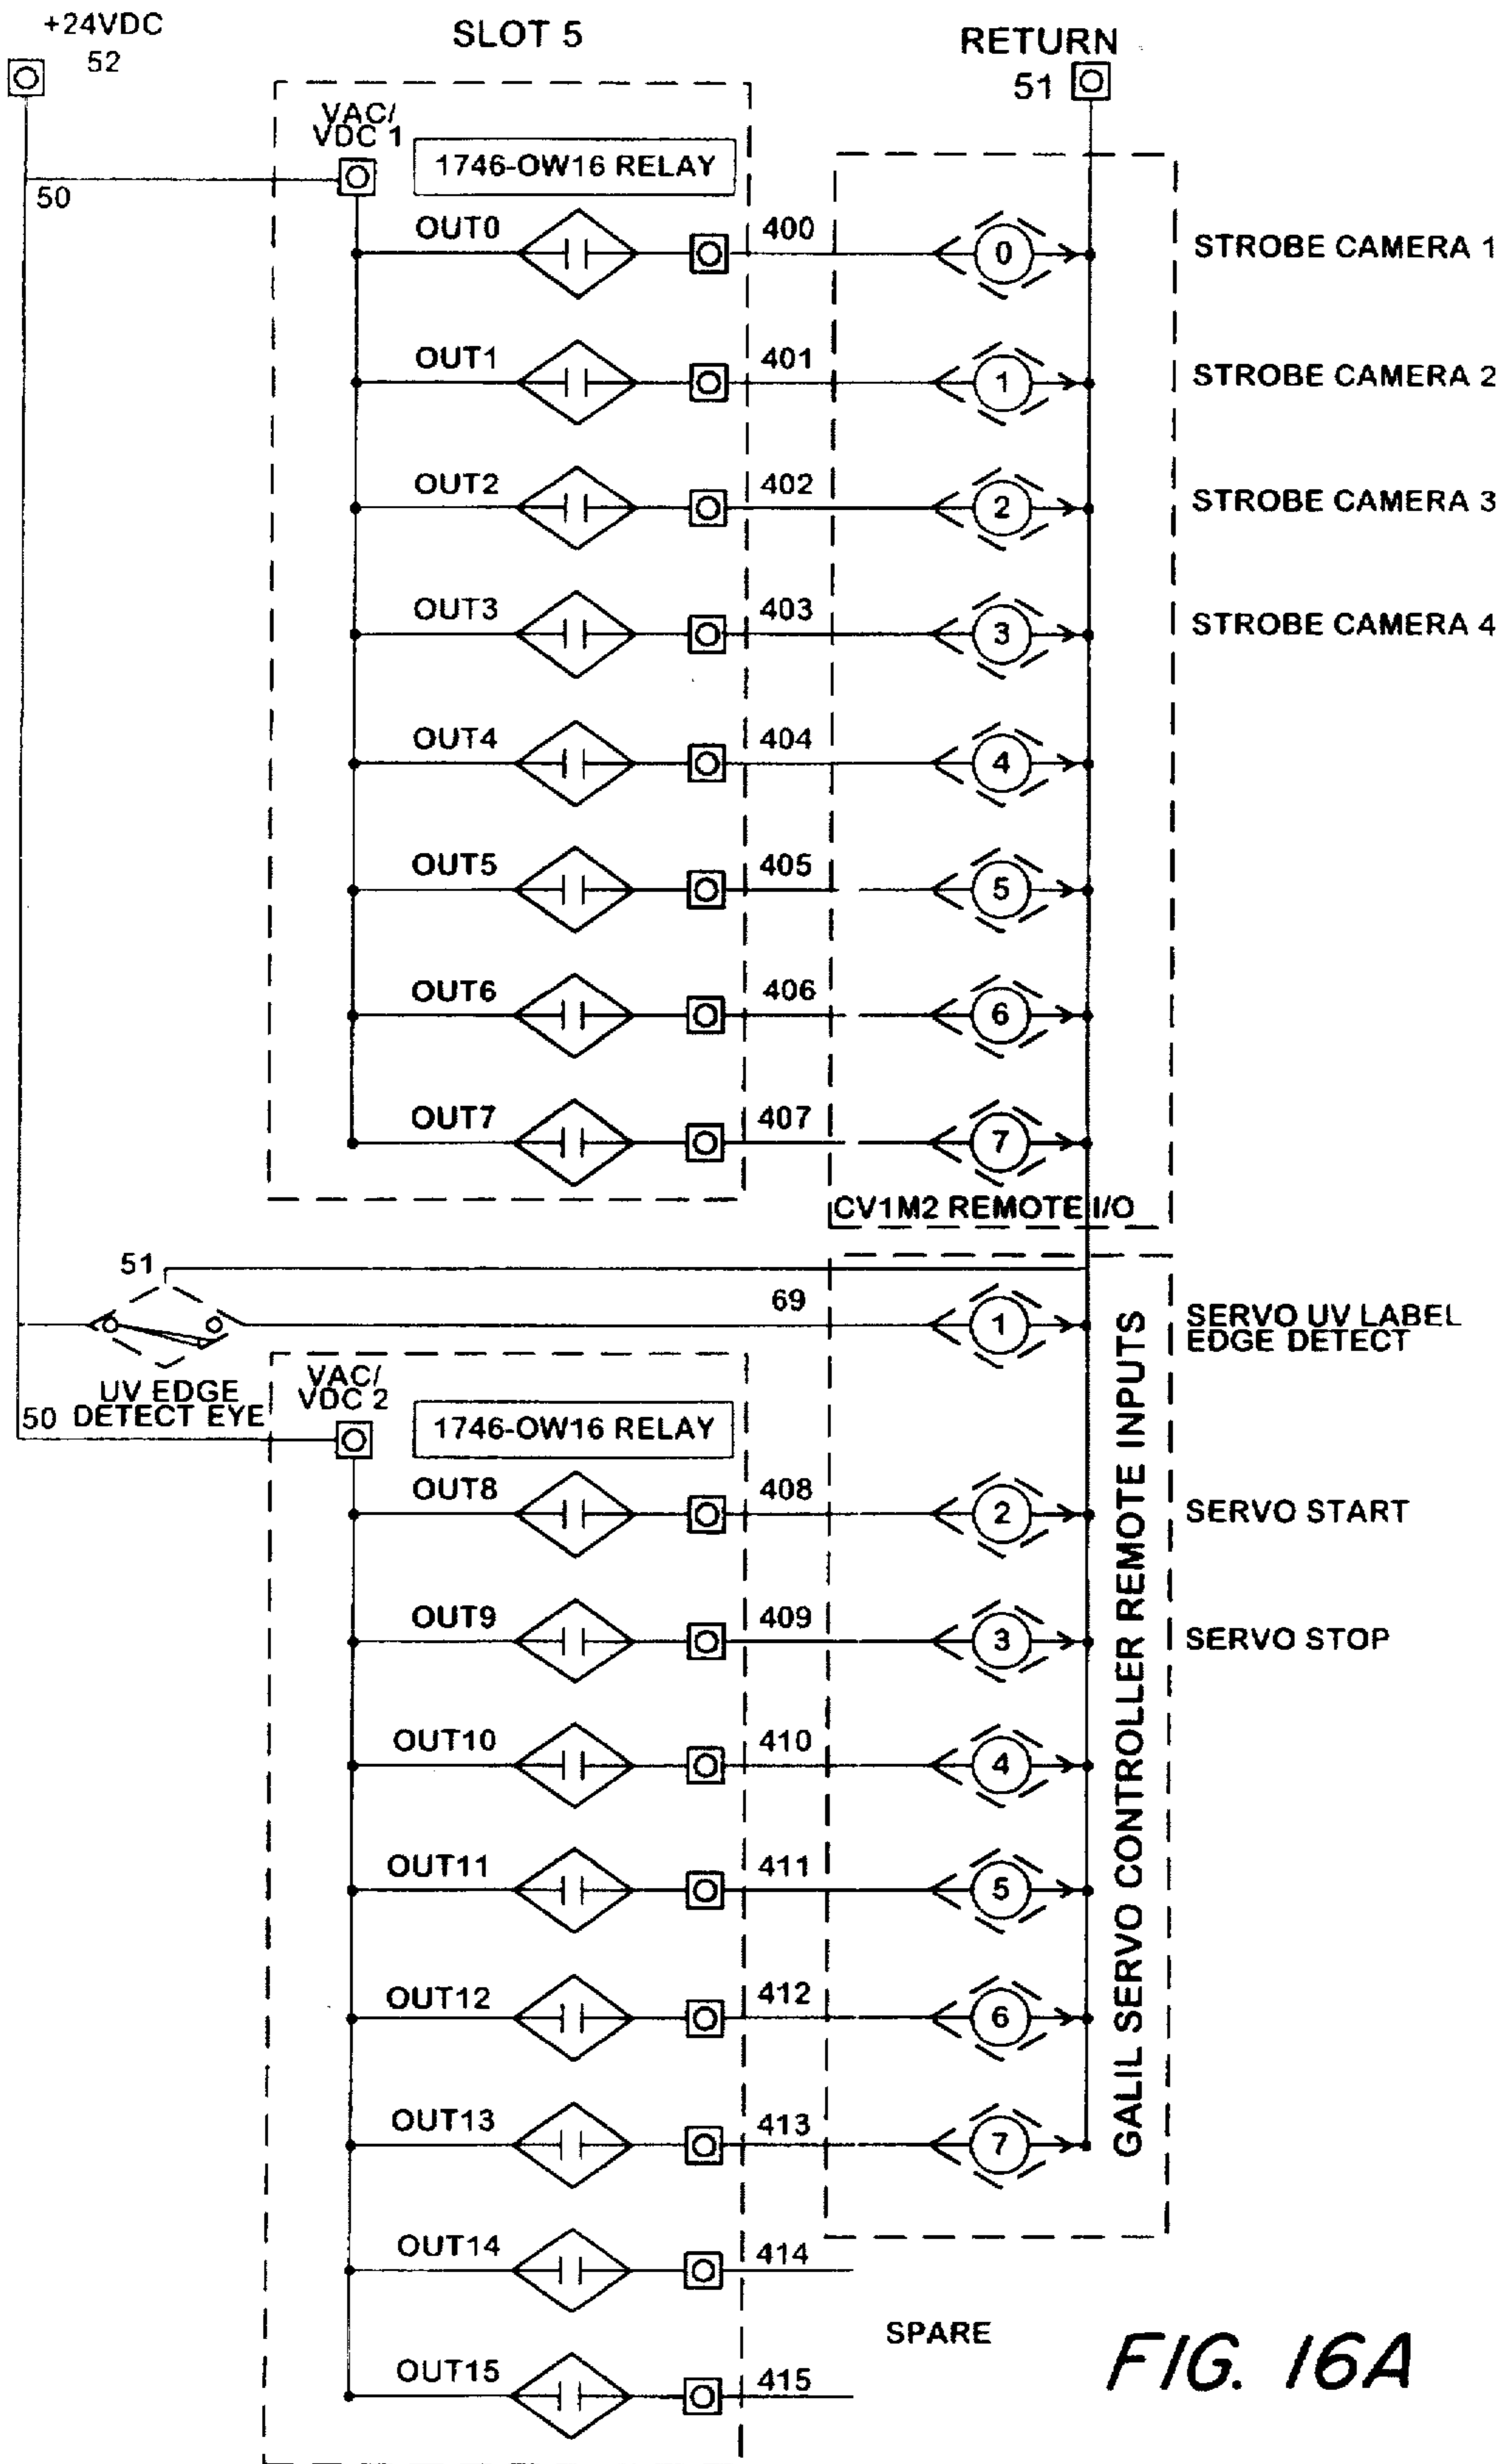 +24VDC
52
SLOT 5
RETURN
51
VAC/
VDC 1
1746-OW16 RELAY
50
OUT0
400
0
STROBE CAMERA 1
OUT1
401
1
STROBE CAMERA 2
OUT2
402
2
STROBE CAMERA 3
OUT3
403
3
STROBE CAMERA 4
OUT4
404
4
OUT5
405
5
OUT6
406
6
OUT7
407
7
CV1M2 REMOTE I/O
51
69
1
SERVO UV LABEL
EDGE DETECT
UV EDGE
DETECT EYE
50
VAC/
VDC 2
1746-OW16 RELAY
GALIL SERVO CONTROLLER REMOTE INPUTS
OUT8
408
2
SERVO START
OUT9
409
3
SERVO STOP
OUT10
410
4
OUT11
411
5
OUT12
412
6
OUT13
413
7
OUT14
414
SPARE
OUT15
415
FIG. 16A